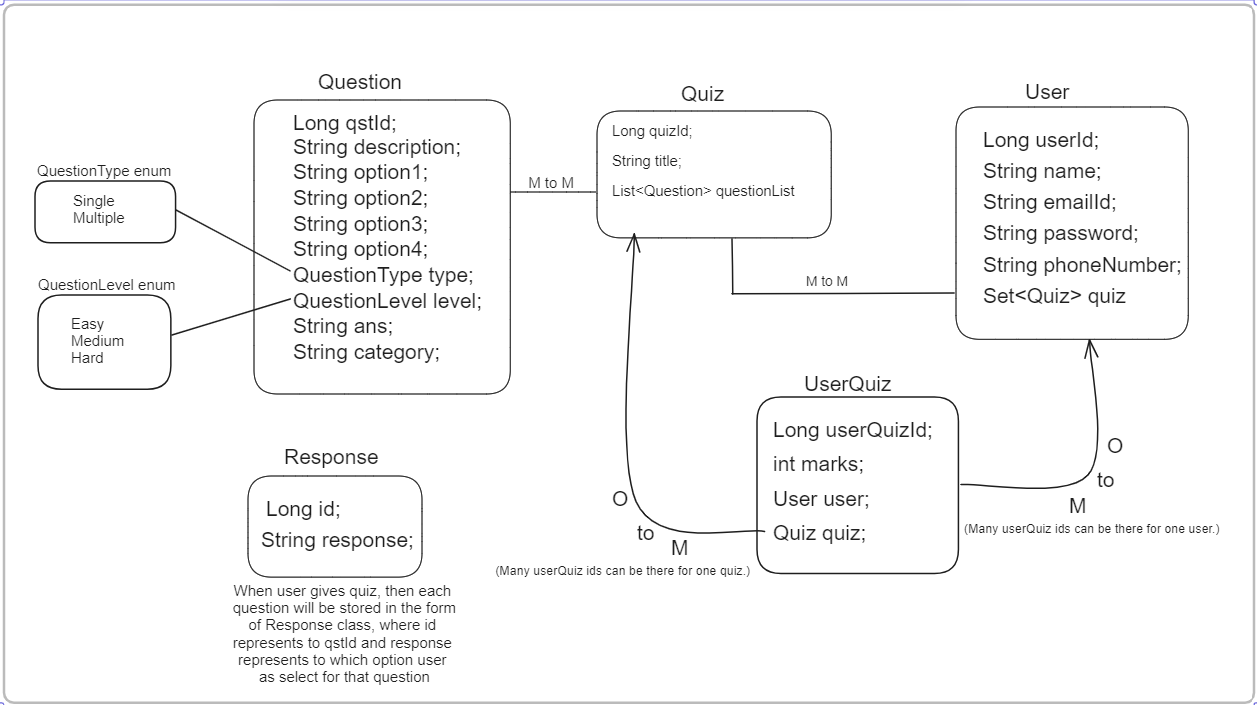 Question
Long qstId;
String description;
String option1;
String option2;
String option3;
String option4;
QuestionType type;
QuestionLevel level;
String ans;
String category;
QuestionType enum
Single
Multiple
QuestionLevel enum
Easy
Medium
Hard
M to M
Quiz
Long quizId;
String title;
List<Question> questionList
M to M
User
Long userId;
String name;
String emailId;
String password;
String phoneNumber;
Set<Quiz> quiz
UserQuiz
Long userQuizId;
int marks;
User user;
Quiz quiz;
O
to
M
(Many userQuiz ids can be there for one user.)
O
to
M
(Many userQuiz ids can be there for one quiz.)
Response
Long id;
String response;
When user gives quiz, then each
question will be stored in the form
of Response class, where id
represents to qstId and response
represents to which option user
as select for that question